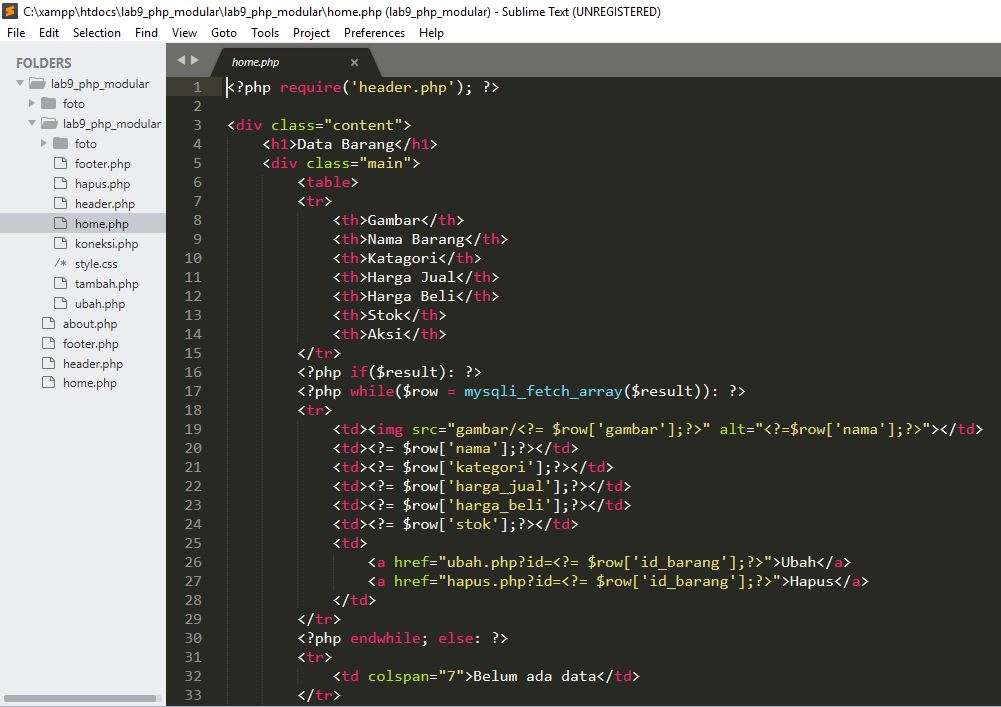 C:\xampp\htdocs\lab9_php_modular\lab9_php_modular\home.php (lab9_php_modular) - Sublime Text (UNREGISTERED)
File Edit Selection Find View Goto Tools Project Preferences Help
FOLDERS
lab9_php_modular
foto
lab9_php_modular
foto
footer.php
hapus.php
header.php
home.php
koneksi.php
/* style.css
tambah.php
ubah.php
about.php
footer.php
header.php
home.php
home.php ×
1 <?php require('header.php'); ?>
2
3 <div class="content">
4 <h1>Data Barang</h1>
5 <div class="main">
6 <table>
7 <tr>
8 <th>Gambar</th>
9 <th>Nama Barang</th>
10 <th>Katagori</th>
11 <th>Harga Jual</th>
12 <th>Harga Beli</th>
13 <th>Stok</th>
14 <th>Aksi</th>
15 </tr>
16 <?php if($result): ?>
17 <?php while($row = mysqli_fetch_array($result)): ?>
18 <tr>
19 <td><img src="gambar/<?= $row['gambar'];?>" alt="<?=$row['nama'];?>"></td>
20 <td><?= $row['nama'];?></td>
21 <td><?= $row['kategori'];?></td>
22 <td><?= $row['harga_jual'];?></td>
23 <td><?= $row['harga_beli'];?></td>
24 <td><?= $row['stok'];?></td>
25 <td>
26 <a href="ubah.php?id=<?= $row['id_barang'];?>">Ubah</a>
27 <a href="hapus.php?id=<?= $row['id_barang'];?>">Hapus</a>
28 </td>
29 </tr>
30 <?php endwhile; else: ?>
31 <tr>
32 <td colspan="7">Belum ada data</td>
33 </tr>